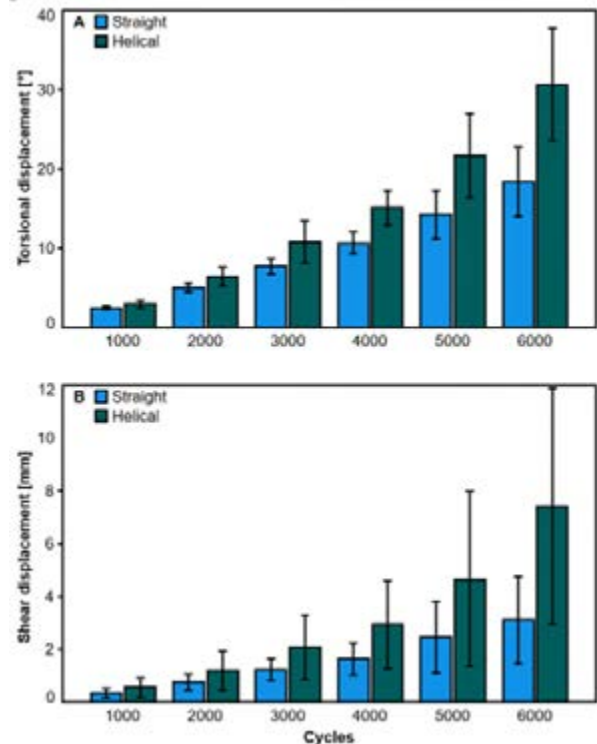 40
A Straight
Helical
30
20
10
0
Torsional displacement [°]
1000 2000 3000 4000 5000 6000
12
B Straight
Helical
10
8
6
4
2
0
Shear displacement [mm]
1000 2000 3000 4000 5000 6000
Cycles